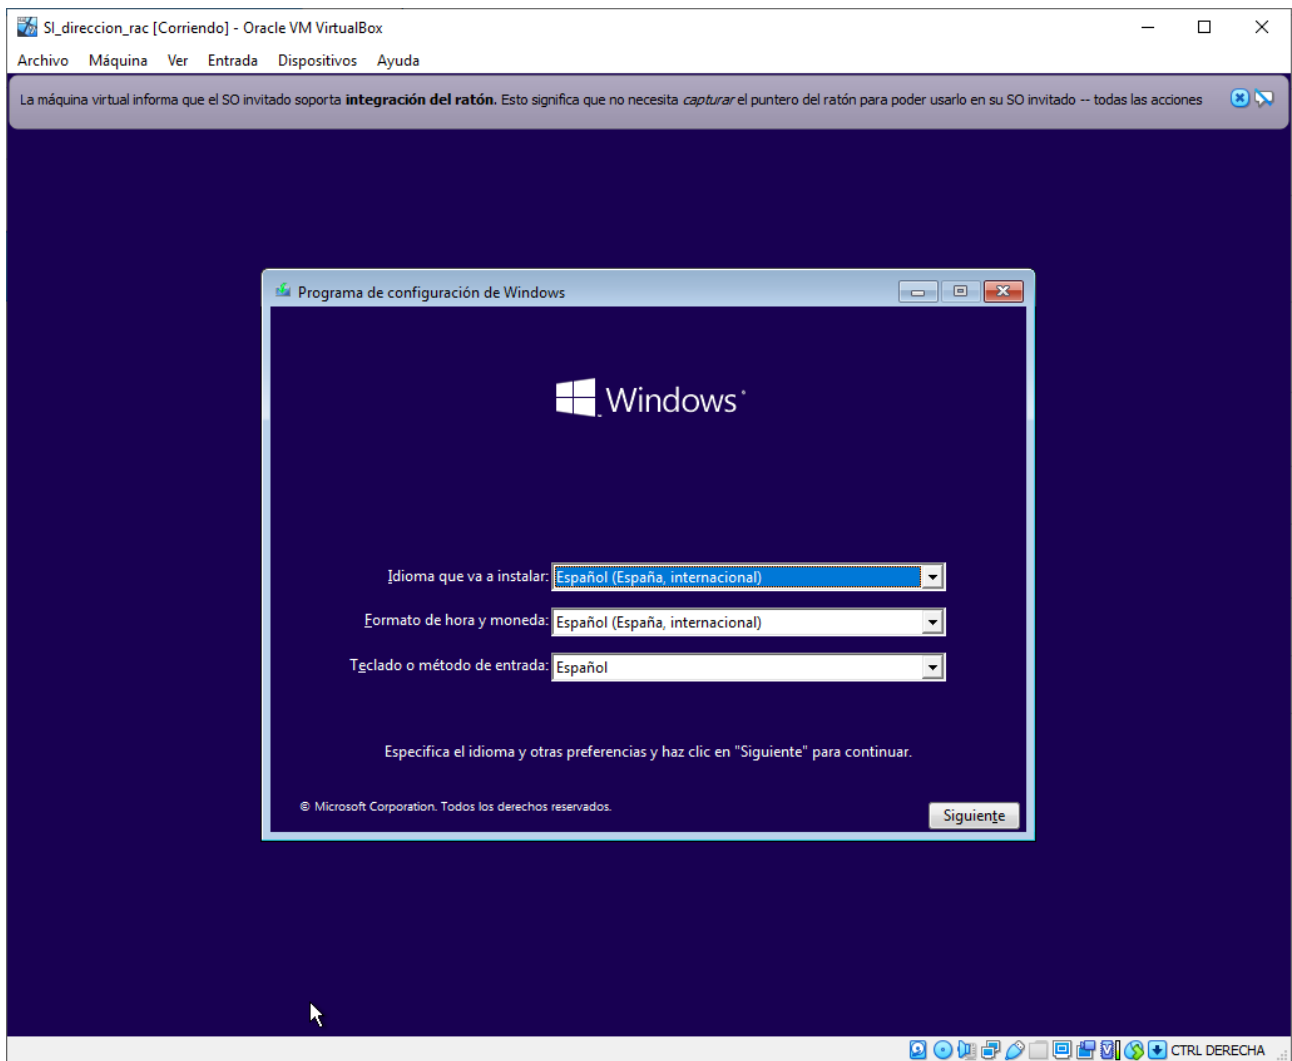 SI_direccion_rac [Corriendo] - Oracle VM VirtualBox
Archivo Máquina Ver Entrada Dispositivos Ayuda
La máquina virtual informa que el SO invitado soporta integración del ratón. Esto significa que no necesita capturar el puntero del ratón para poder usarlo en su SO invitado -- todas las acciones
Programa de configuración de Windows
Windows
Idioma que va a instalar: Español (España, internacional)
Formato de hora y moneda: Español (España, internacional)
Teclado o método de entrada: Español
Especifica el idioma y otras preferencias y haz clic en "Siguiente" para continuar.
© Microsoft Corporation. Todos los derechos reservados.
Siguiente
CTRL DERECHA